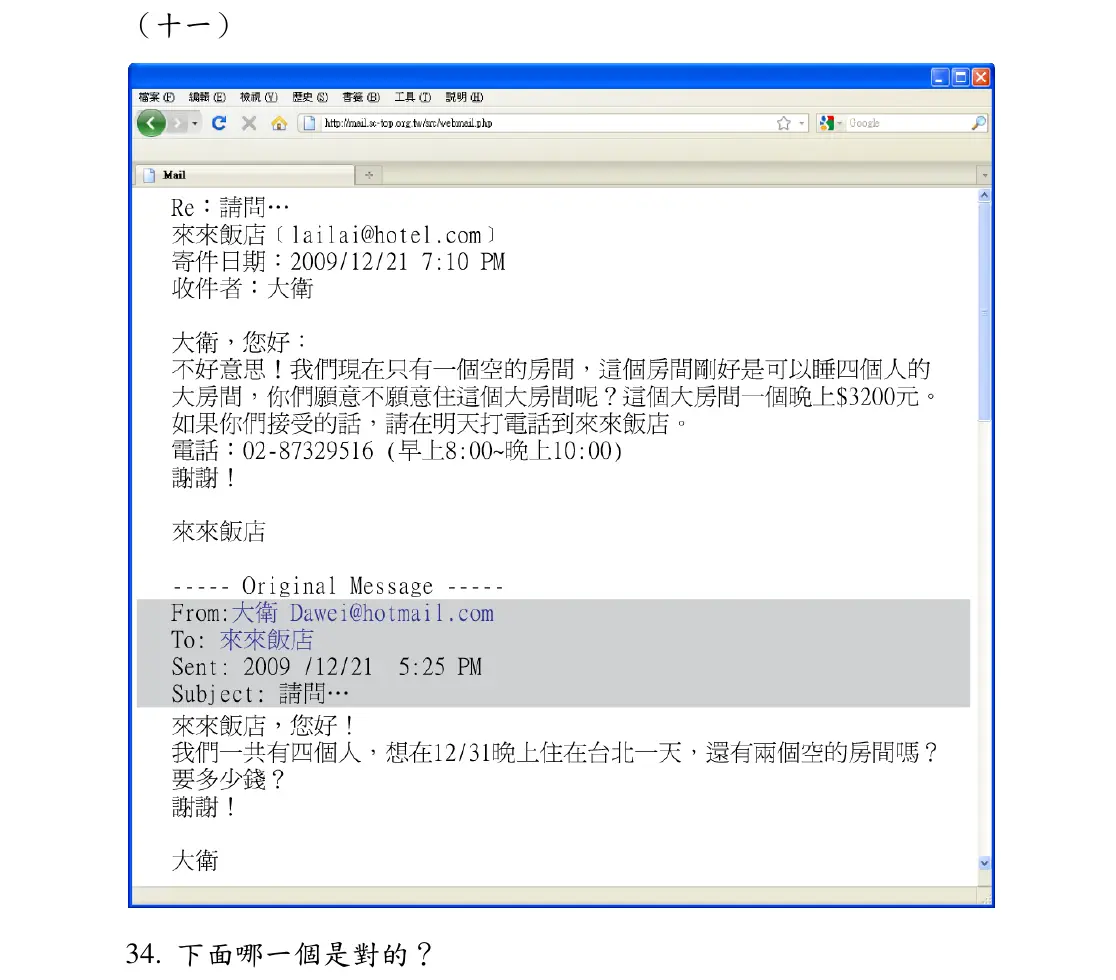 （十一）
檔案(F) 編輯(E) 檢視(V) 歷史(S) 書籤(B) 工具(T) 說明(H)
http://mail.sc-top.org.tw/src/webmail.php Google
Mail
Re：請問…
來來飯店﹝lailai@hotel.com﹞
寄件日期：2009/12/21 7:10 PM
收件者：大衛
大衛，您好：
不好意思！我們現在只有一個空的房間，這個房間剛好是可以睡四個人的
大房間，你們願意不願意住這個大房間呢？這個大房間一個晚上$3200元。
如果你們接受的話，請在明天打電話到來來飯店。
電話：02-87329516 (早上8:00~晚上10:00)
謝謝！
來來飯店
----- Original Message -----
From:大衛 Dawei@hotmail.com
To: 來來飯店
Sent: 2009 /12/21 5:25 PM
Subject: 請問…
來來飯店，您好！
我們一共有四個人，想在12/31晚上住在台北一天，還有兩個空的房間嗎？
要多少錢？
謝謝！
大衛
34. 下面哪一個是對的？